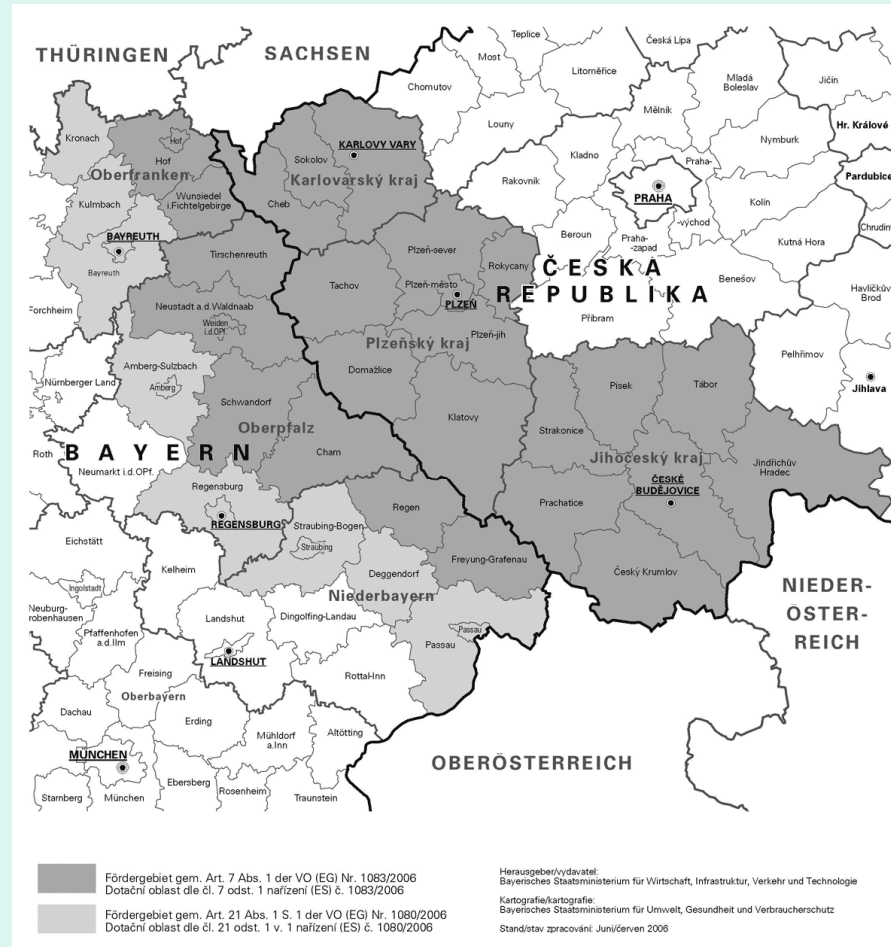 THÜRINGEN
SACHSEN
Teplice
Most
Česká Lípa
Litoměřice
Chomutov
Mladá
Boleslav
Jičín
Mělník
Louny
Hr. Králové
Nymburk
Kladno
Praha-
Rakovník
PRAHA
Pardubice
Kolín
-východ
Chrudim
Beroun
Praha-
-západ
Kutná Hora
Kronach
Hof
Hof
Oberfranken
Kulmbach
Wunsiedel
i.Fichtelgebirge
BAYREUTH
Bayreuth
Forchheim
KARLOVY VARY
Sokolov
Karlovarský kraj
Cheb
Tirschenreuth
Plzeň-sever
Rokycany
Tachov
Plzeň-město
PLZEŇ
ČESKÁ
REPUBLIKA
Benešov
Havlíčkův
Brod
Příbram
Neustadt a.d.Waldnaab
Weiden
i.d.OPf.
Plzeň-jih
Plzeňský kraj
Pelhřimov
Amberg-Sulzbach
Amberg
Nürnberger Land
Domažlice
Jihlava
Písek
Tábor
Schwandorf
Klatovy
Oberpfalz
Strakonice
Roth
BAYERN
Cham
Jihočeský kraj
Jindřichův
Hradec
Neumarkt i.d.OPf.
ČESKÉ
BUDĚJOVICE
Regensburg
REGENSBURG
Straubing-Bogen
Straubing
Regen
Prachatice
Eichstätt
Freyung-Grafenau
Kelheim
Deggendorf
Český Krumlov
Ingolstadt
Niederbayern
NIEDER-
ÖSTER-
REICH
Neuburg-
robenhausen
Landshut
Dingolfing-Landau
Pfaffenhofen
a.d.Ilm
Passau
Passau
LANDSHUT
Freising
Rottal-Inn
Oberbayern
Dachau
Erding
Mühldorf
a.Inn
Altötting
MÜNCHEN
OBERÖSTERREICH
Ebersberg
Starnberg
München
Rosenheim
Traunstein
Fördergebiet gem. Art. 7 Abs. 1 der VO (EG) Nr. 1083/2006
Dotační oblast dle čl. 7 odst. 1 nařízení (ES) č. 1083/2006
Fördergebiet gem. Art. 21 Abs. 1 S. 1 der VO (EG) Nr. 1080/2006
Dotační oblast dle čl. 21 odst. 1 v. 1 nařízení (ES) č. 1080/2006
Herausgeber/vydavatel:
Bayerisches Staatsministerium für Wirtschaft, Infrastruktur, Verkehr und Technologie
Kartografie/kartografie:
Bayerisches Staatsministerium für Umwelt, Gesundheit und Verbraucherschutz
Stand/stav zpracování: Juni/červen 2006